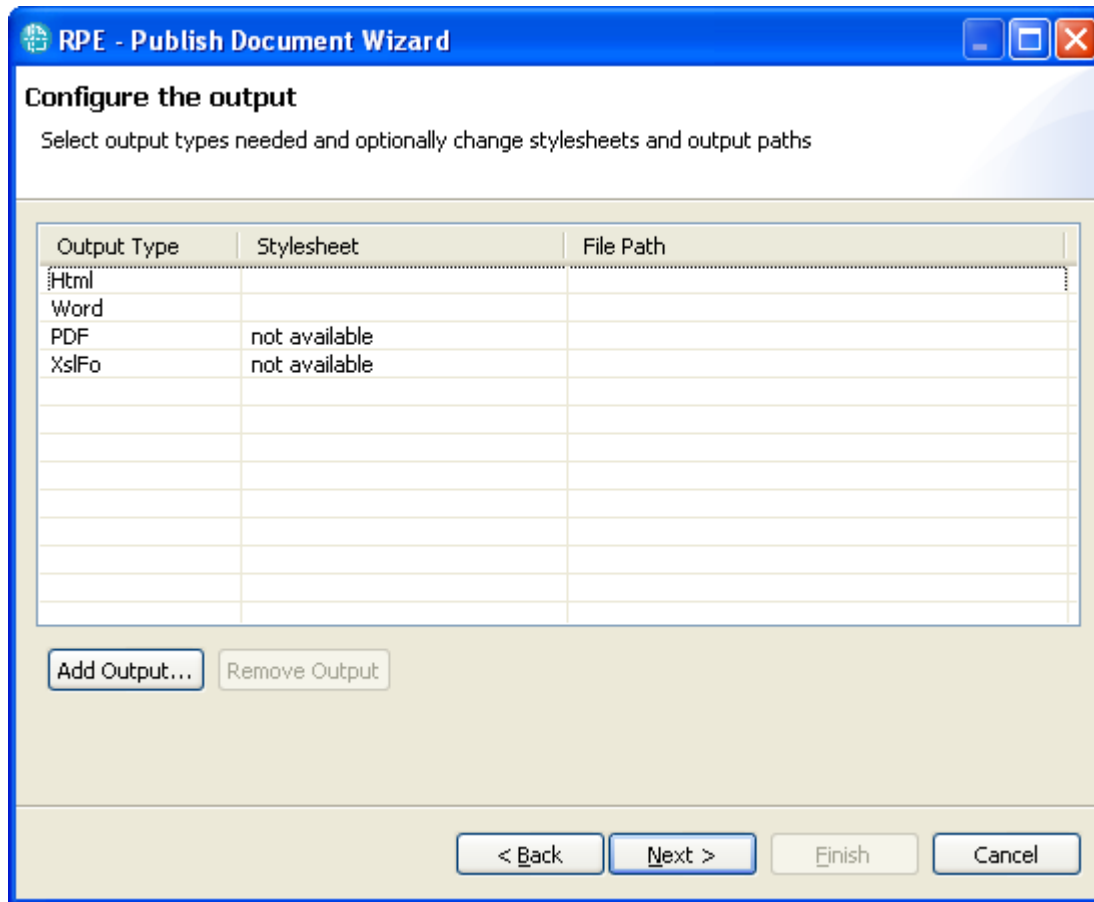 RPE - Publish Document Wizard
Configure the output
Select output types needed and optionally change stylesheets and output paths
Output Type Stylesheet File Path
Html
Word
PDF not available
XslFo not available
Add Output... Remove Output
< Back Next > Finish Cancel